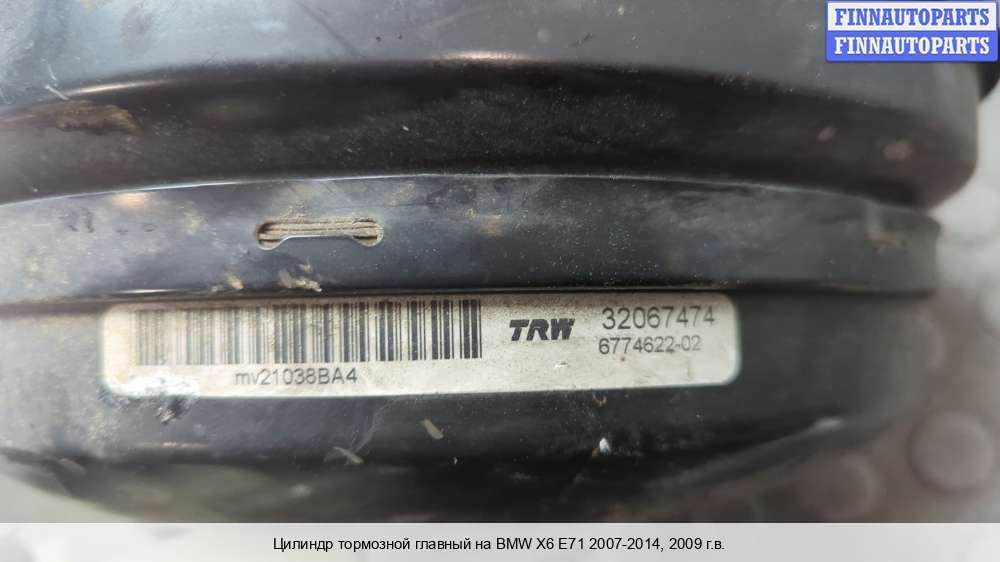 FINNAUTOPARTS
FINNAUTOPARTS
TRW 32067474
6774622-02
mv21038BA4
Цилиндр тормозной главный на BMW X6 E71 2007-2014, 2009 г.в.